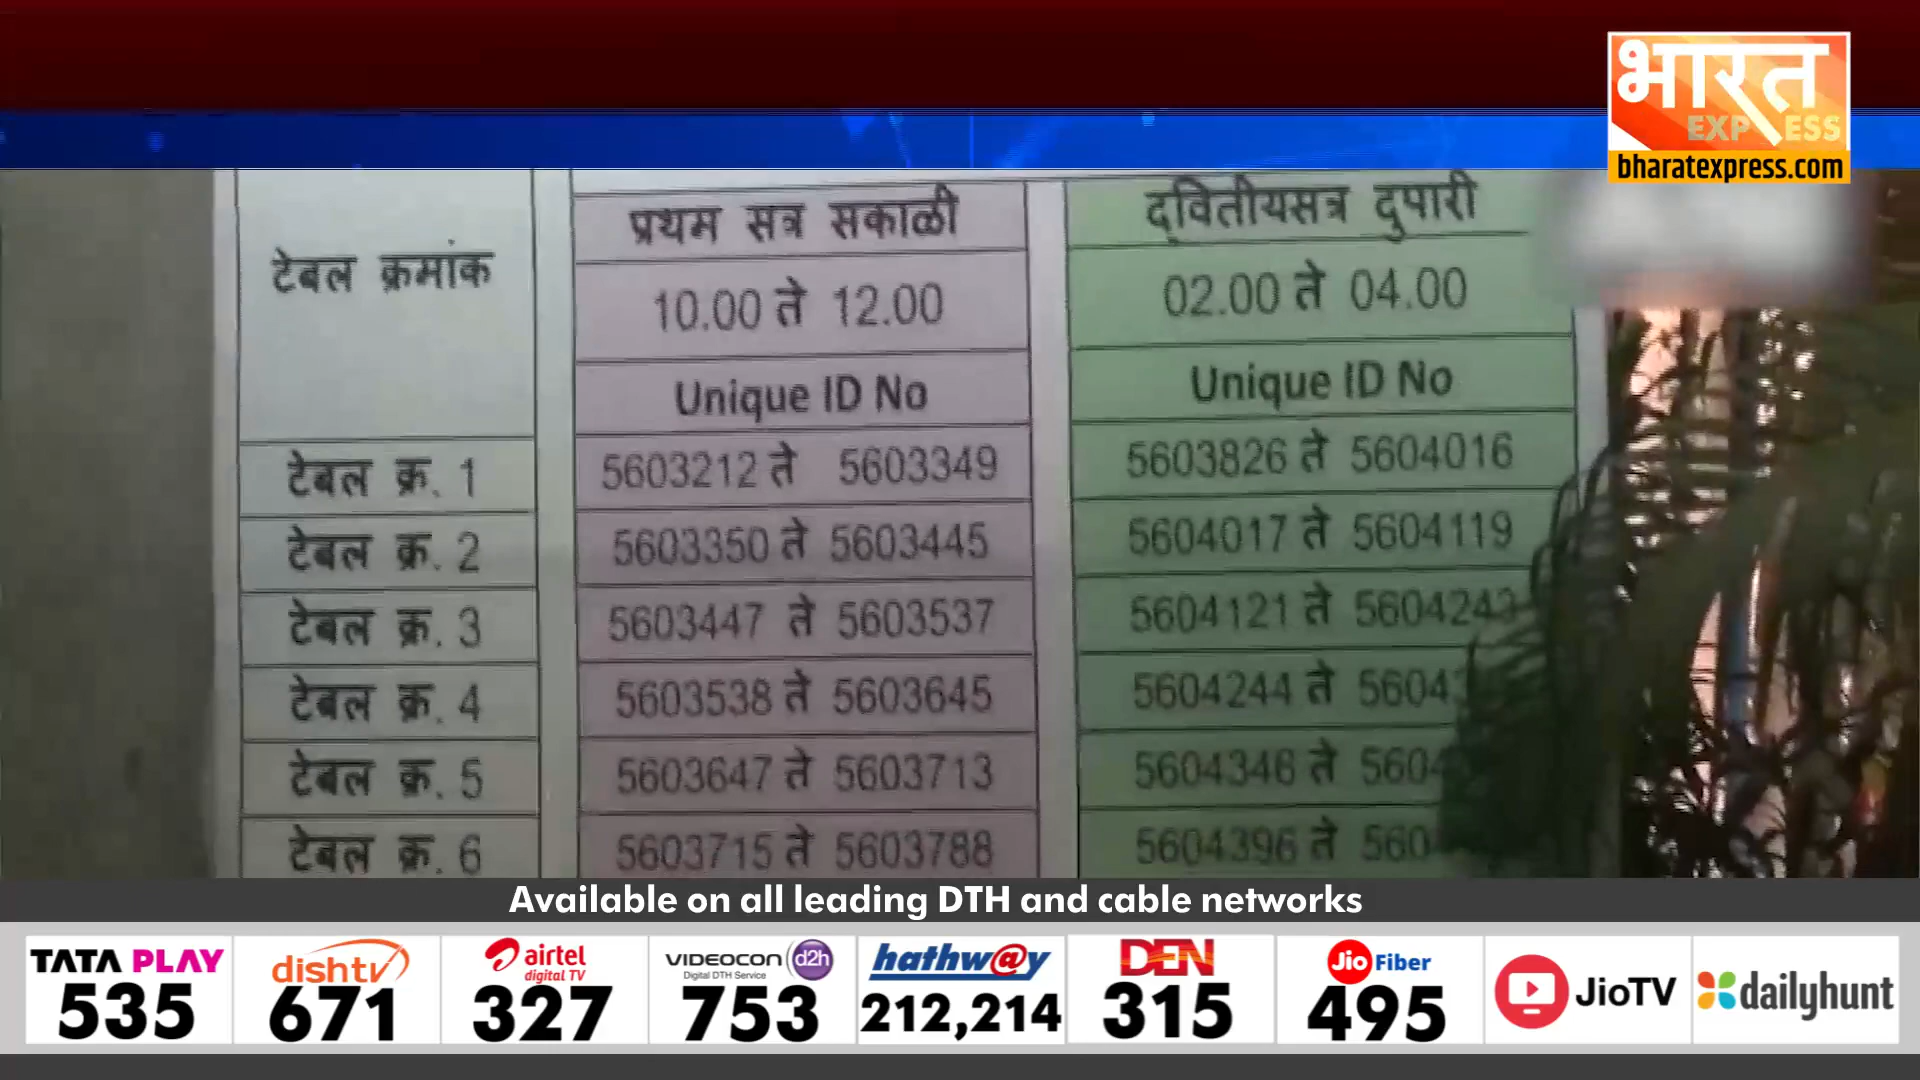 भारत
EXPRESS
bharatexpress.com
टेबल क्रमांक
प्रथम सत्र सकाळी
दवितीयसत्र दुपारी
10.00 ते 12.00
02.00 ते 04.00
Unique ID No
Unique ID No
टेबल क्र. 1
5603212 ते 5603349
5603826 ते 5604016
टेबल क्र. 2
5603350 ते 5603445
5604017 ते 5604119
टेबल क्र. 3
5603447 ते 5603537
5604121 ते 5604243
टेबल क्र. 4
5603538 ते 5603645
5604244 ते
टेबल क्र. 5
5603647 ते 5603713
5604346 ते
टेबल क्र. 6
5603715 ते 5603788
5604396 ते
Available on all leading DTH and cable networks
TATA PLAY
535
dishtv
671
airtel
digital TV
327
VIDEOCON d2h
Digital DTH Service
753
hathway
212,214
DEN
315
Jio Fiber
495
JioTV
dailyhunt